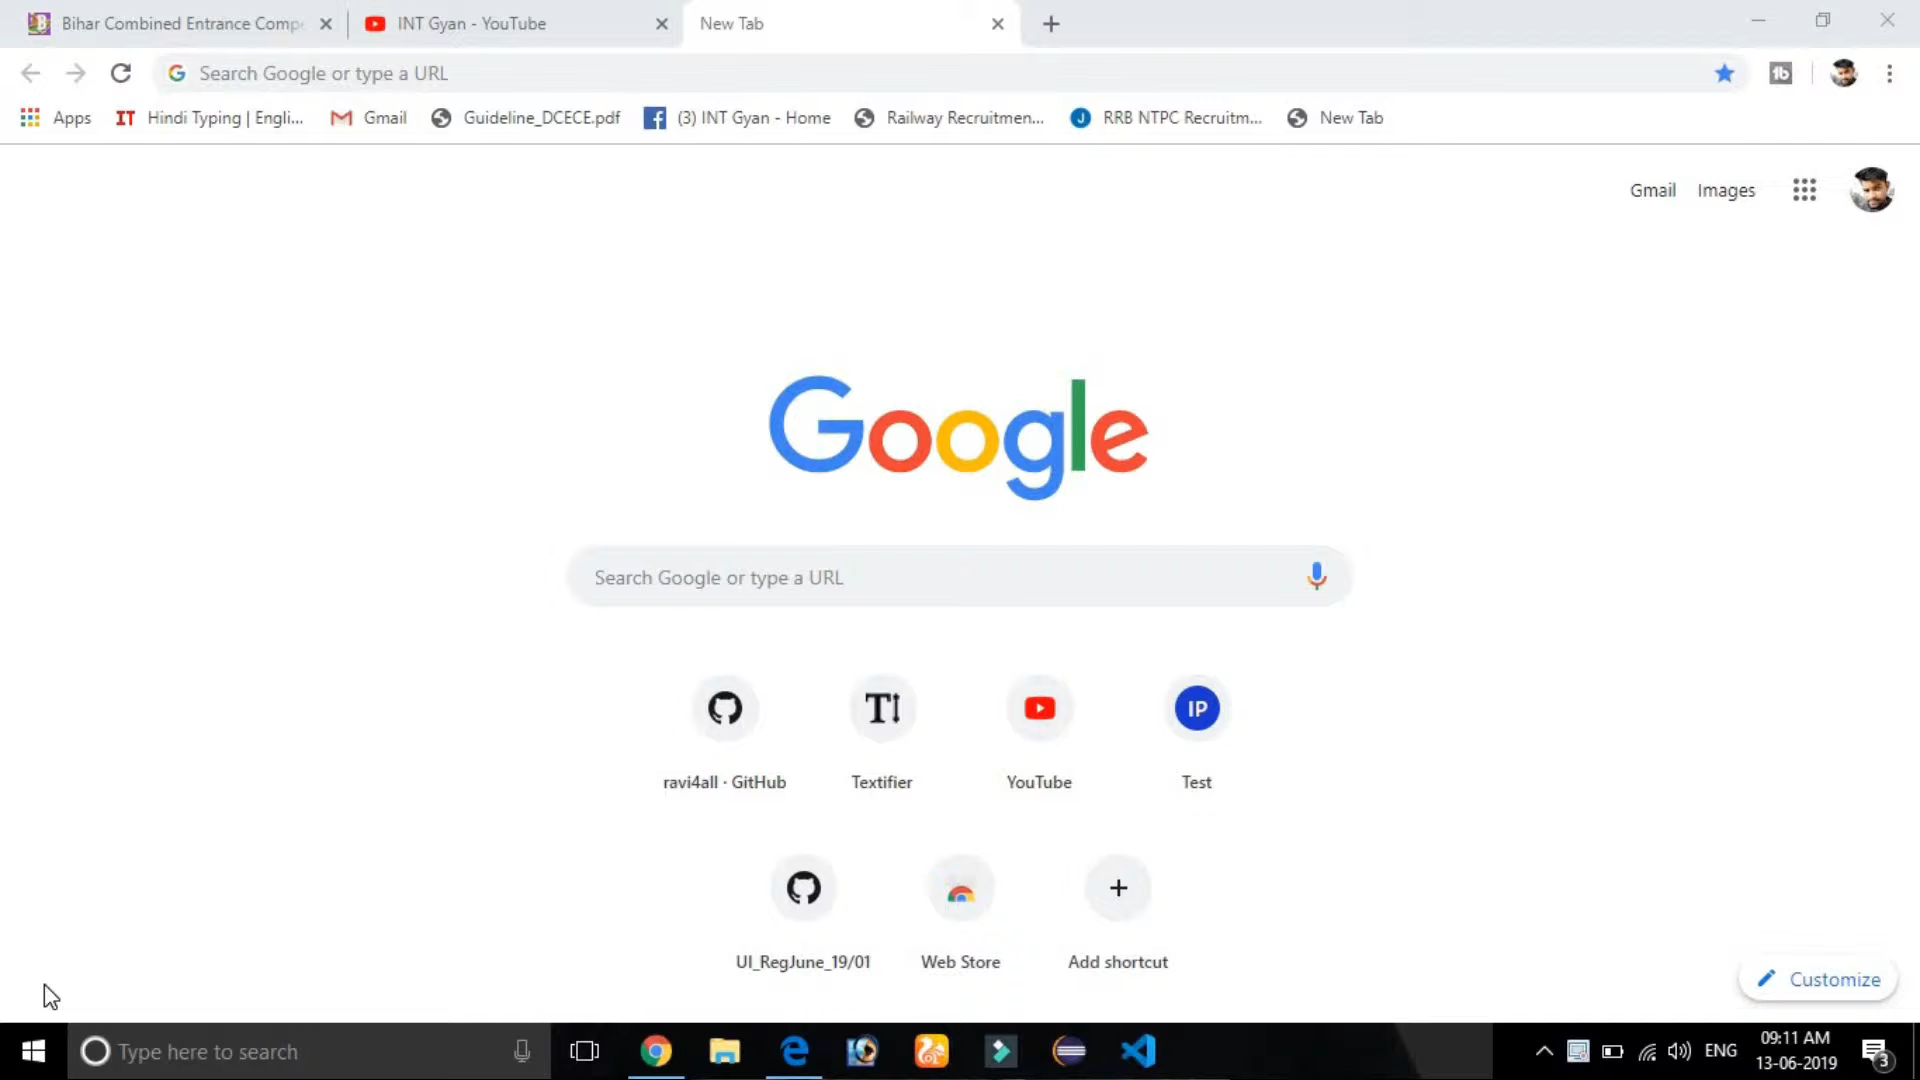 Bihar Combined Entrance Compe
INT Gyan - YouTube
New Tab
Search Google or type a URL
Apps
IT Hindi Typing | Engli...
Gmail
Guideline_DCECE.pdf
(3) INT Gyan - Home
Railway Recruitmen...
J RRB NTPC Recruitm...
New Tab
Gmail Images
Google
Search Google or type a URL
IP
ravi4all · GitHub
Textifier
YouTube
Test
UI_RegJune_19/01
Web Store
Add shortcut
Customize
Type here to search
ENG
09:11 AM
13-06-2019
3